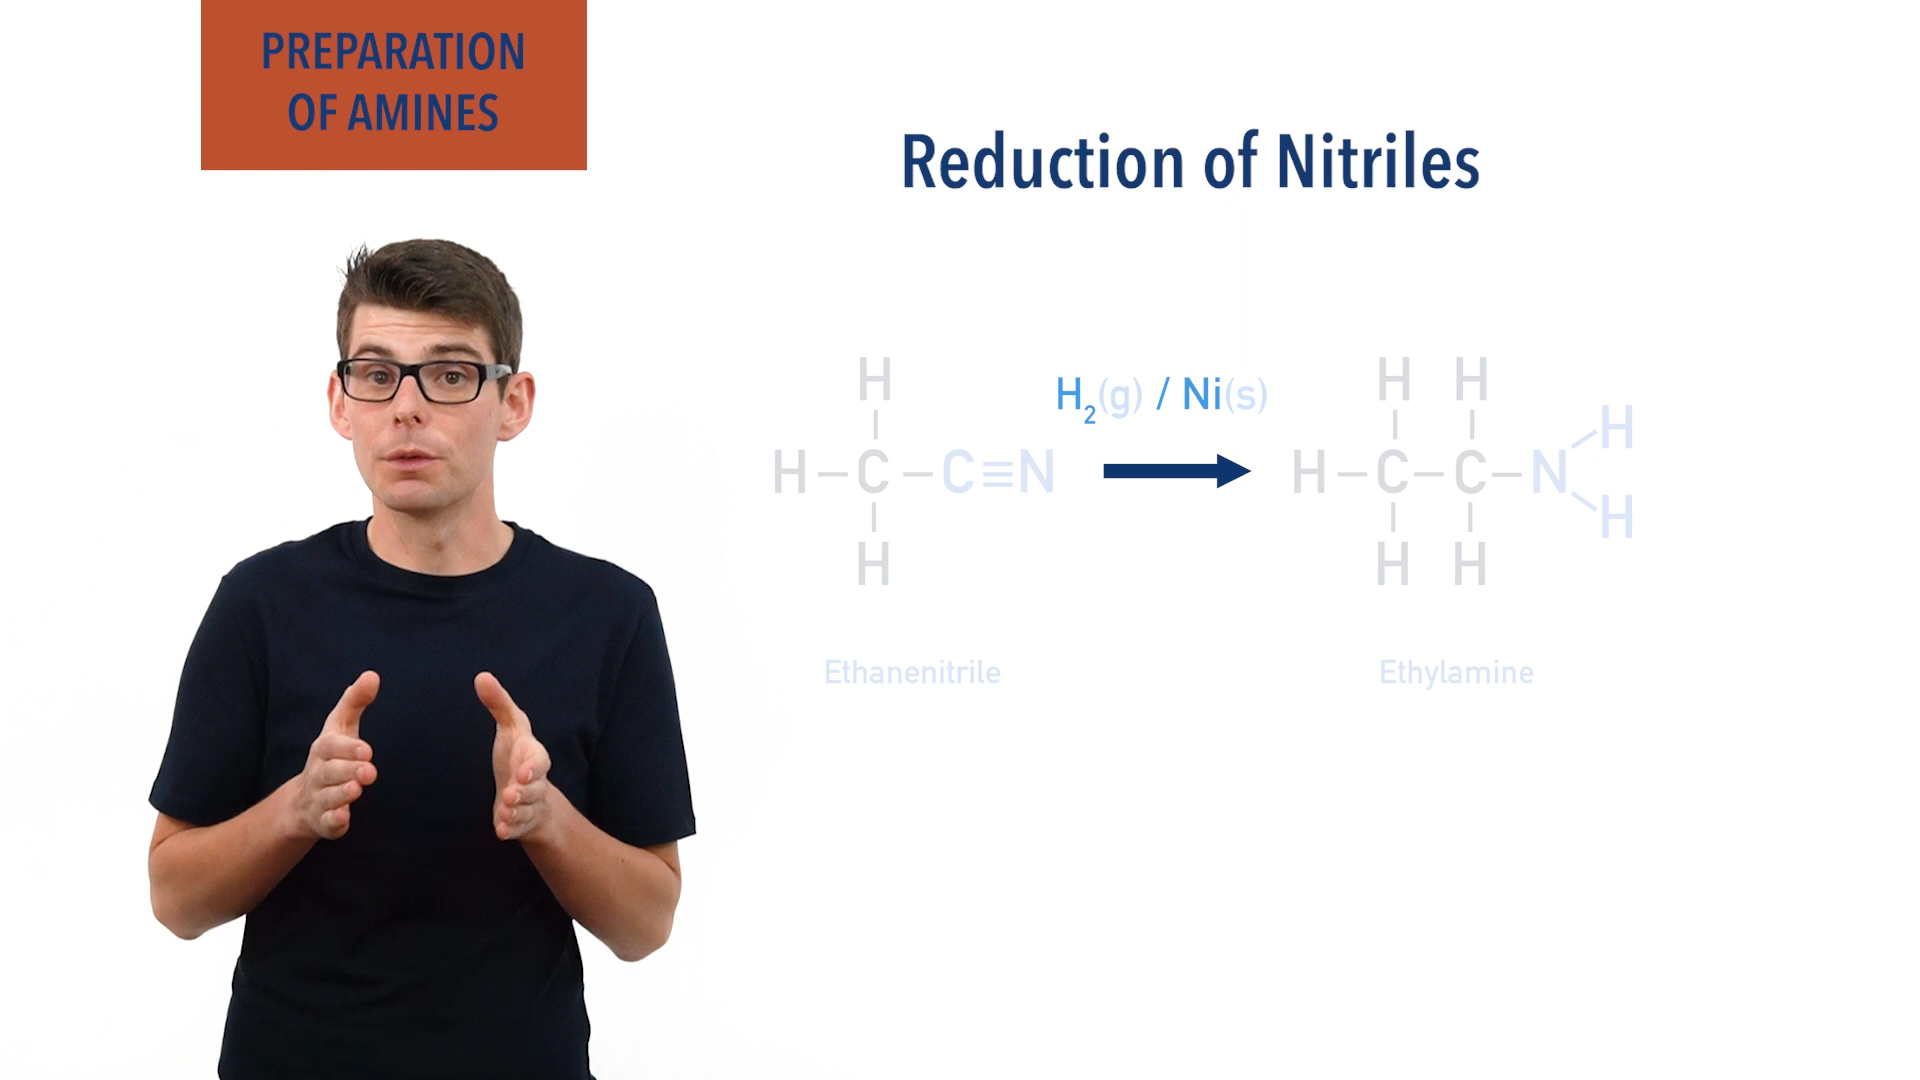 PREPARATION
OF AMINES
Reduction of Nitriles
H H H
H₂(g) / Ni(s)
H
H–C–C≡N H–C–C–N
H
H H H
Ethanenitrile Ethylamine